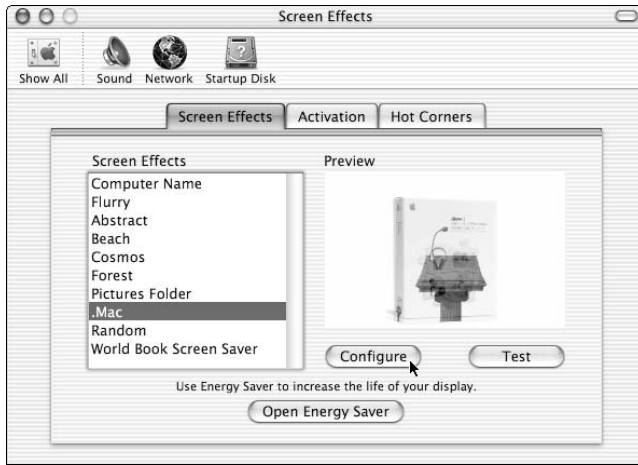 Screen Effects
Show All Sound Network Startup Disk
Screen Effects Activation Hot Corners
Screen Effects Preview
Computer Name
Flurry
Abstract
Beach
Cosmos
Forest
Pictures Folder
.Mac
Random
World Book Screen Saver
Configure Test
Use Energy Saver to increase the life of your display.
Open Energy Saver